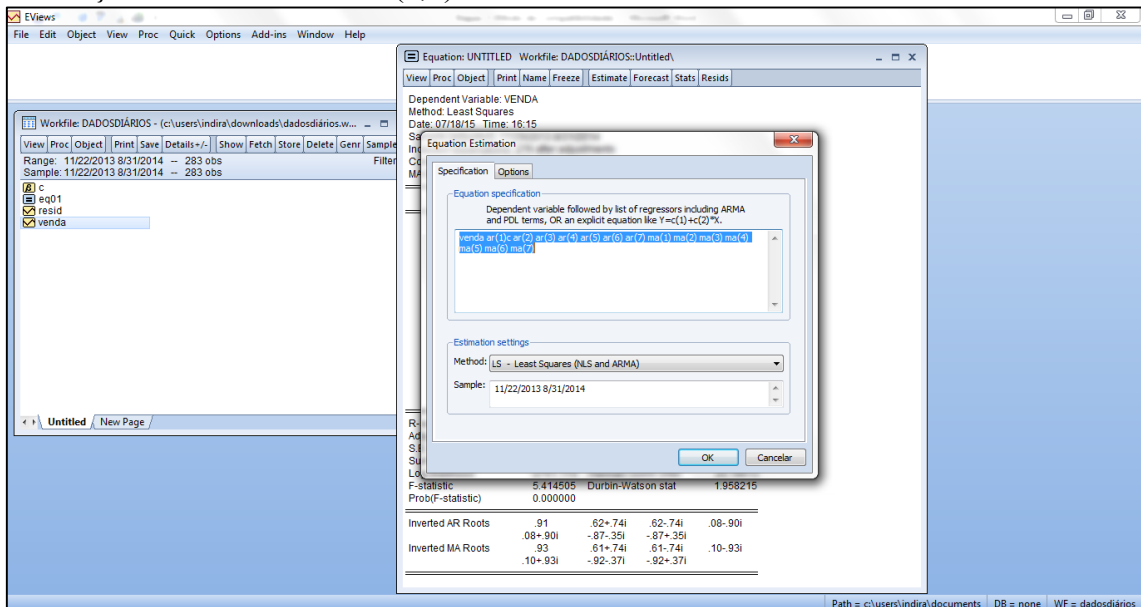 EViews
File Edit Object View Proc Quick Options Add-ins Window Help
Equation: UNTITLED Workfile: DADOSDIÁRIOS::Untitled\
View Proc Object Print Name Freeze Estimate Forecast Stats Resids
Dependent Variable: VENDA
Method: Least Squares
Date: 07/18/15 Time: 16:15
Workfile: DADOSDIÁRIOS - (c:\users\indira\downloads\dadosdiários.w...
View Proc Object Print Save Details+/- Show Fetch Store Delete Genr Sample
Range: 11/22/2013 8/31/2014 -- 283 obs
Filter
Sample: 11/22/2013 8/31/2014 -- 283 obs
c
eq01
resid
venda
Untitled New Page
Equation Estimation
Specification Options
Equation specification
Dependent variable followed by list of regressors including ARMA
and PDL terms, OR an explicit equation like Y=c(1)+c(2)*X.
venda ar(1)c ar(2) ar(3) ar(4) ar(5) ar(6) ar(7) ma(1) ma(2) ma(3) ma(4)
ma(5) ma(6) ma(7)
Estimation settings
Method: LS - Least Squares (NLS and ARMA)
Sample: 11/22/2013 8/31/2014
OK Cancelar
F-statistic 5.414505 Durbin-Watson stat 1.958215
Prob(F-statistic) 0.000000
Inverted AR Roots .91 .62+.74i .62-.74i .08-.90i
.08+.90i -.87-.35i -.87+.35i
Inverted MA Roots .93 .61+.74i .61-.74i .10-.93i
.10+.93i -.92-.37i -.92+.37i
Path = c:\users\indira\documents DB = none WF = dadosdiários